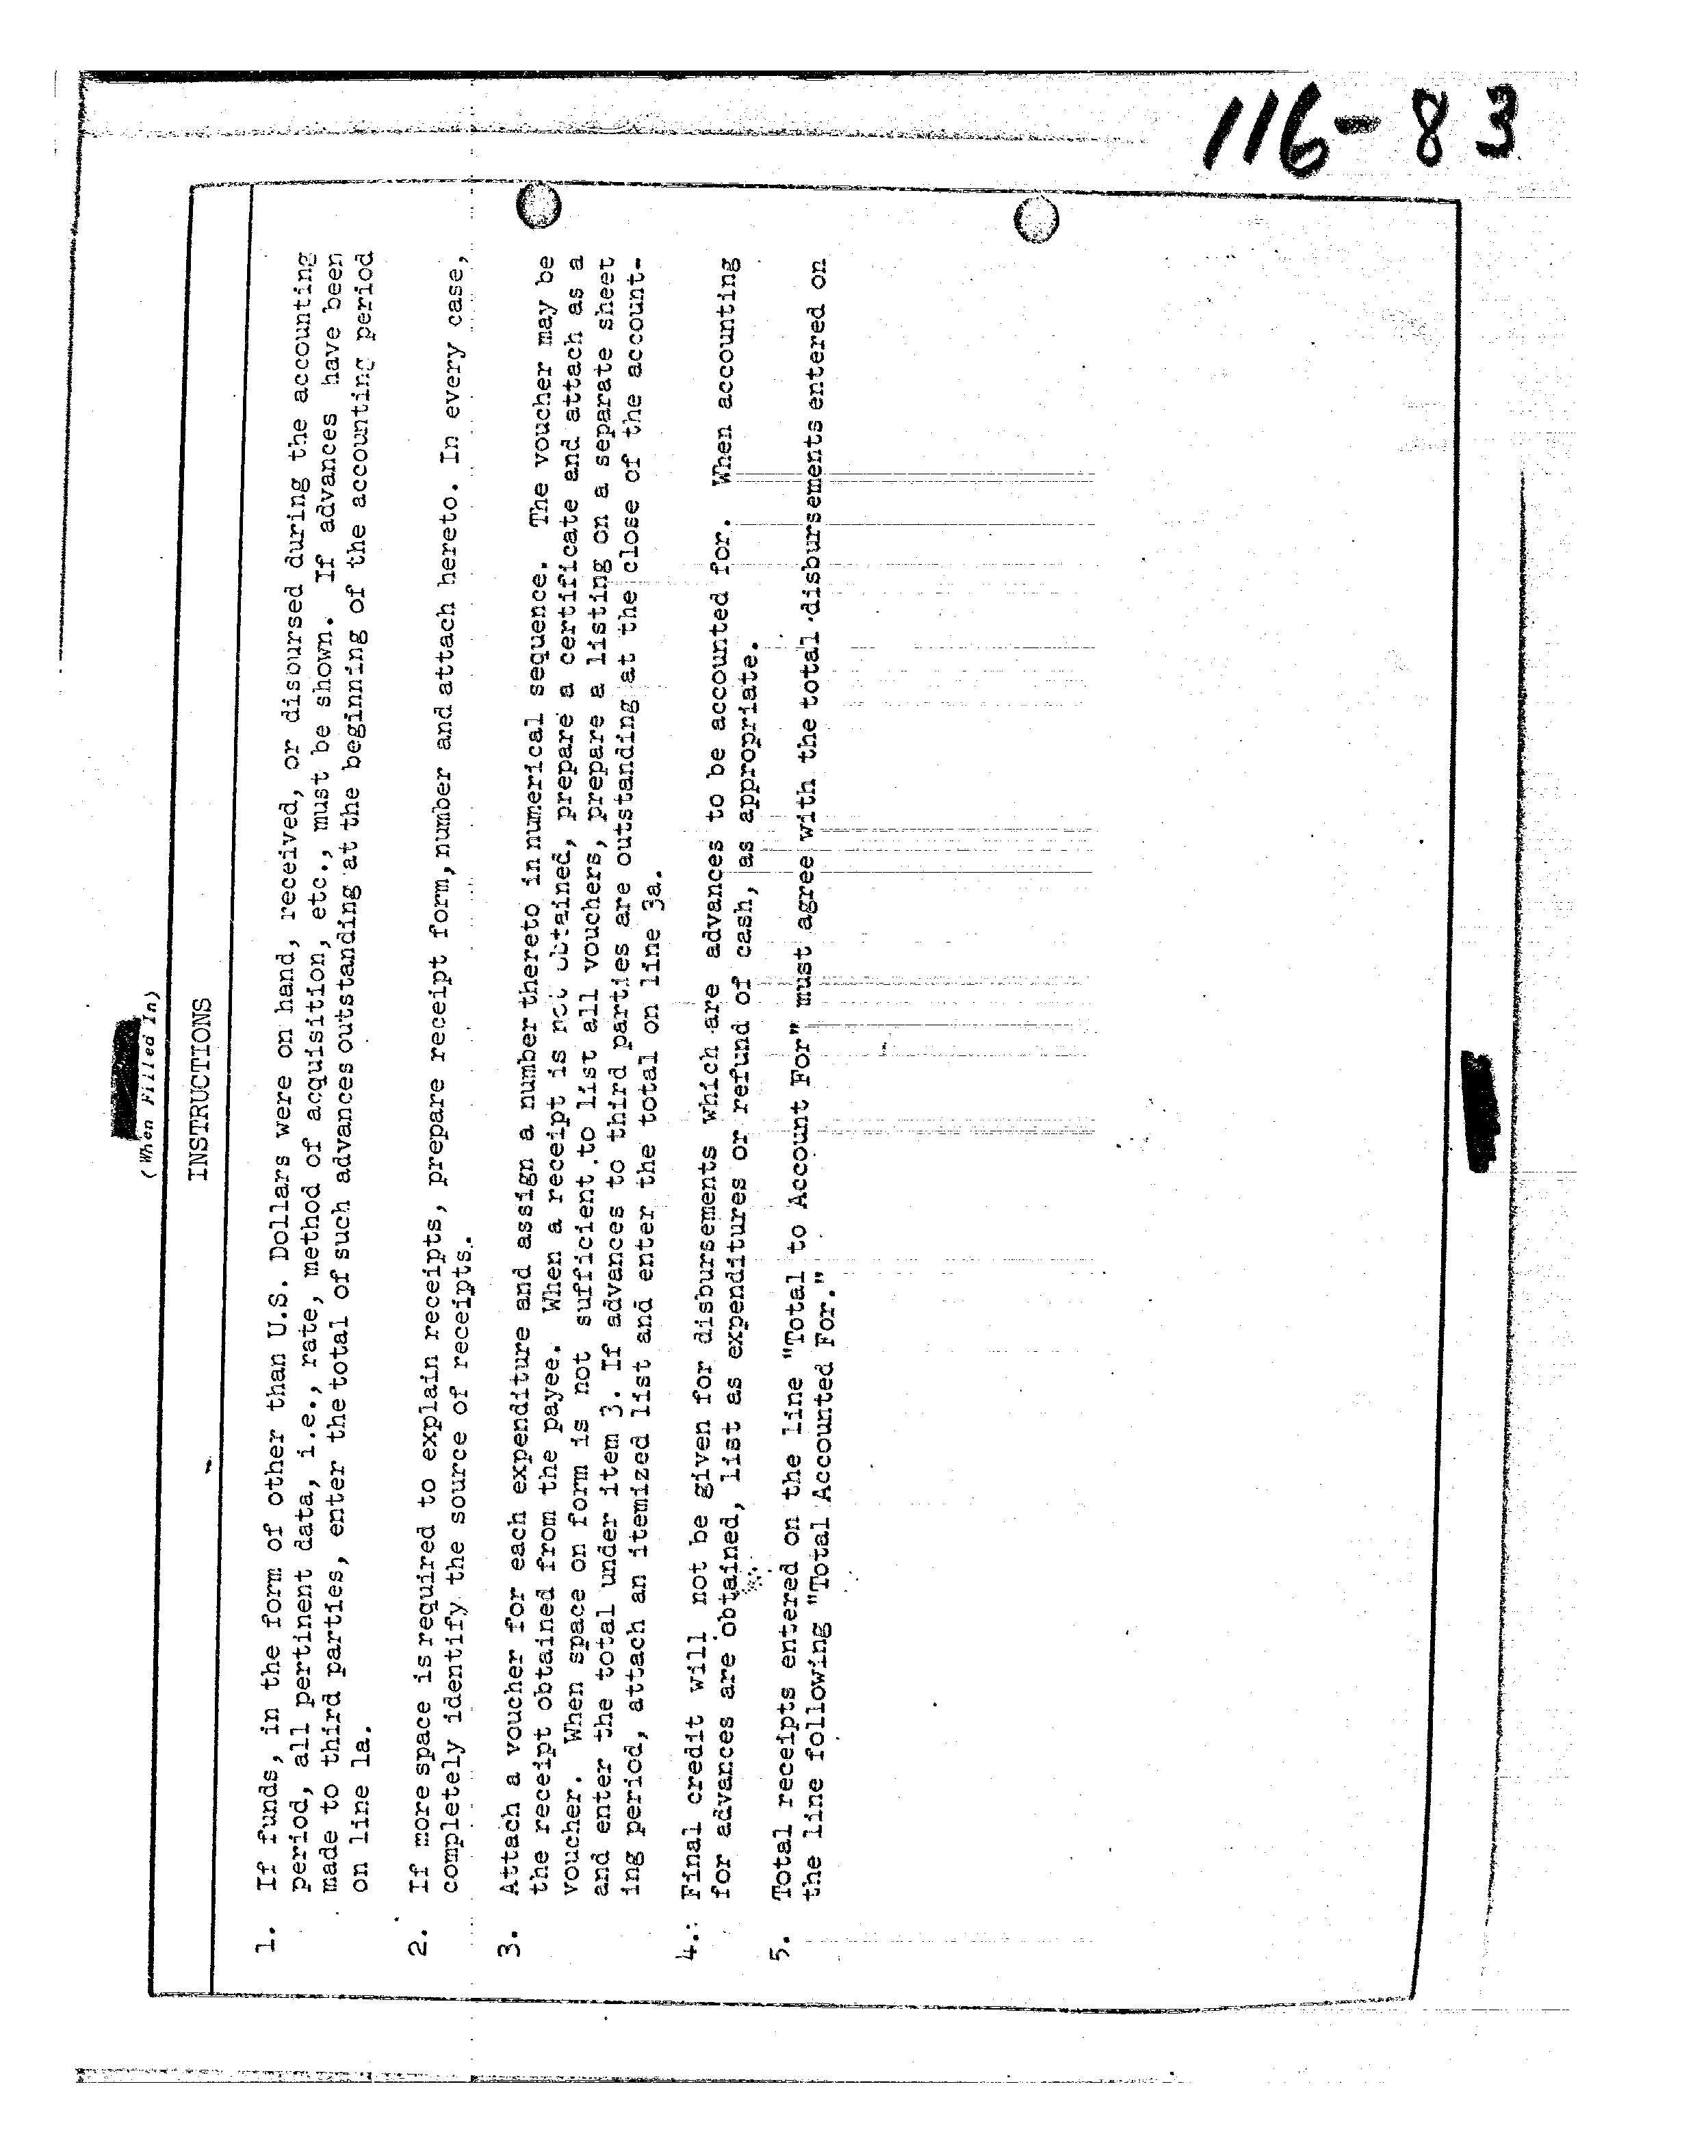 116-83
(When Filled In)
INSTRUCTIONS
1. If funds, in the form of other than U.S. Dollars were on hand, received, or disbursed during the accounting
period, all pertinent data, i.e., rate, method of acquisition, etc., must be shown. If advances have been
made to third parties, enter the total of such advances outstanding at the beginning of the accounting period
on line 1a.
2. If more space is required to explain receipts, prepare receipt form, number and attach hereto. In every case,
completely identify the source of receipts.
3. Attach a voucher for each expenditure and assign a number thereto in numerical sequence. The voucher may be
the receipt obtained from the payee. When a receipt is not obtained, prepare a certificate and attach as a
voucher. When space on form is not sufficient to list all vouchers, prepare a listing on a separate sheet
and enter the total under item 3. If advances to third parties are outstanding at the close of the account-
ing period, attach an itemized list and enter the total on line 3a.
4. Final credit will not be given for disbursements which are advances to be accounted for. When accounting
for advances are obtained, list as expenditures or refund of cash, as appropriate.
5. Total receipts entered on the line "Total to Account For" must agree with the total disbursements entered on
the line following "Total Accounted For."